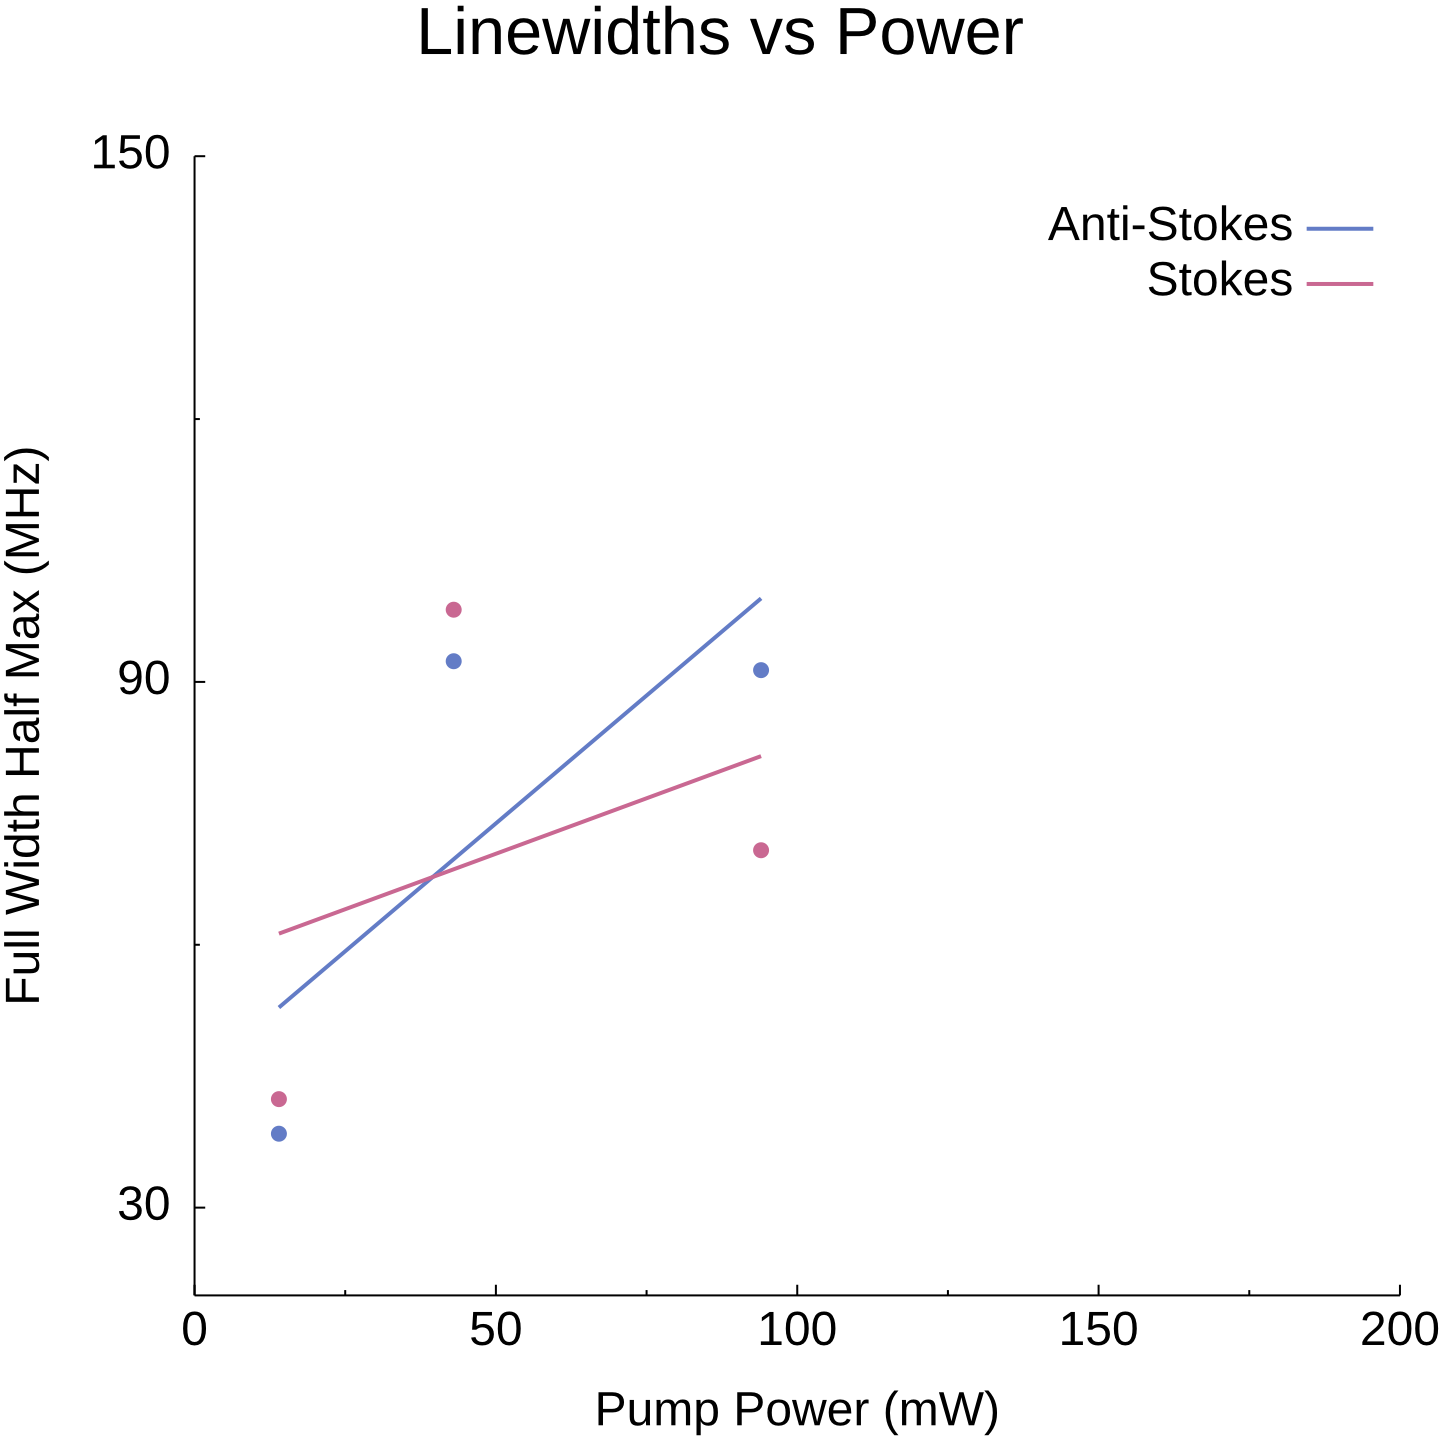 Linewidths vs Power
150
90
30
Full Width Half Max (MHz)
Anti-Stokes
Stokes
0 50 100 150 200
Pump Power (mW)